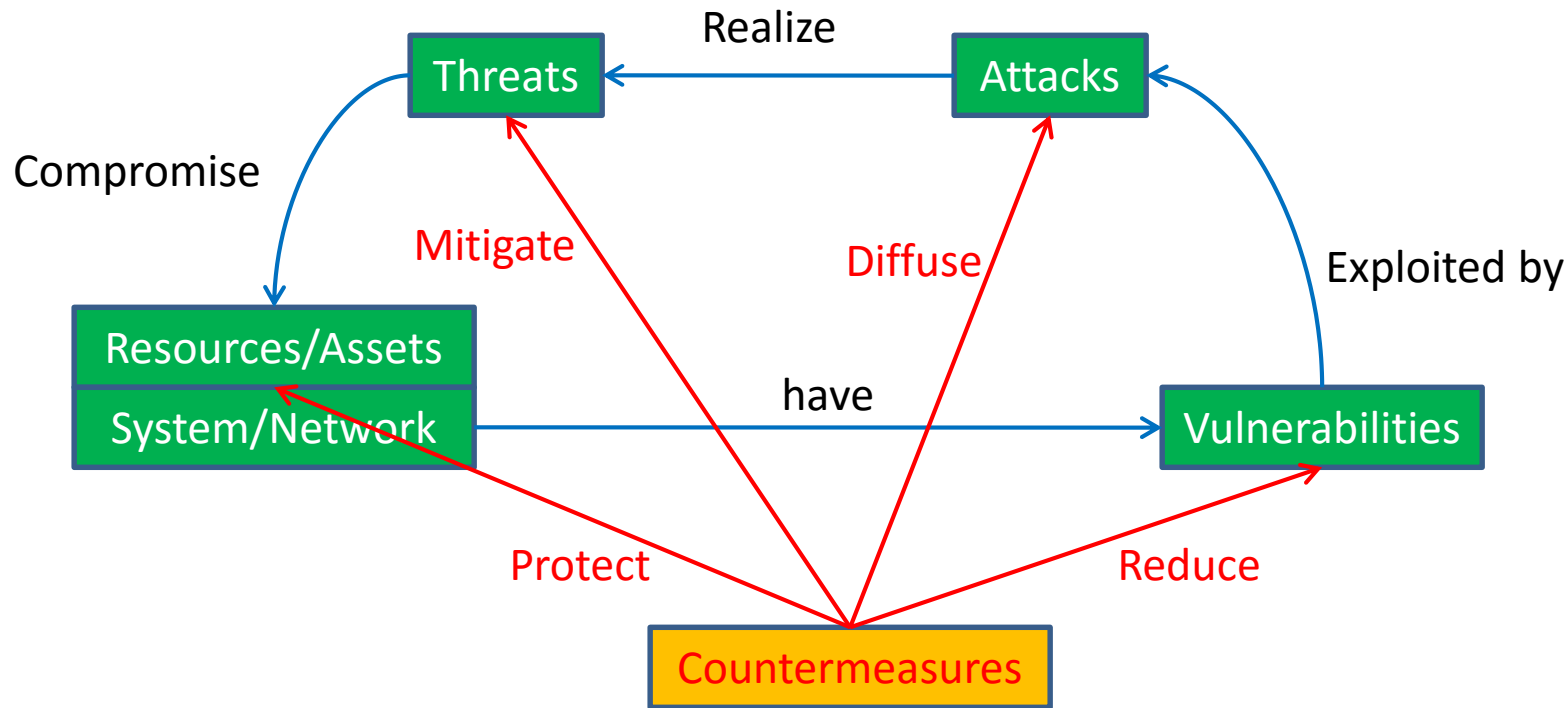 Realize
Threats
Attacks
Compromise
Mitigate
Diffuse
Exploited by
Resources/Assets
have
System/Network
Vulnerabilities
Protect
Reduce
Countermeasures